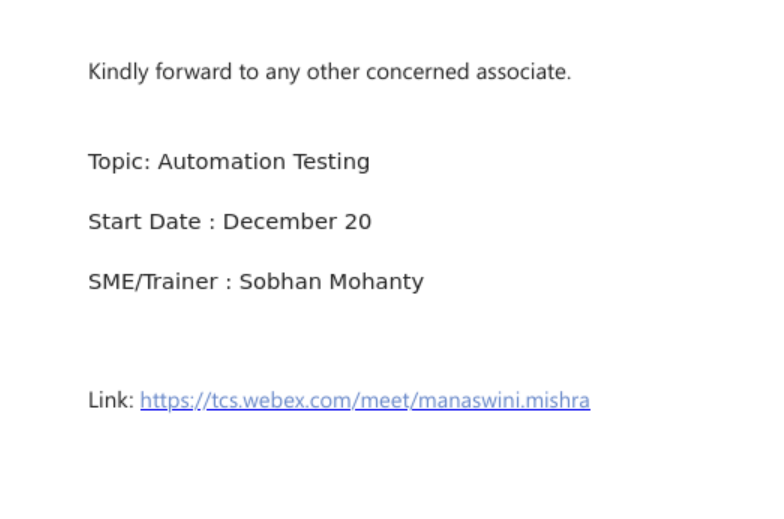 Kindly forward to any other concerned associate.
Topic: Automation Testing
Start Date : December 20
SME/Trainer : Sobhan Mohanty
Link: https://tcs.webex.com/meet/manaswini.mishra